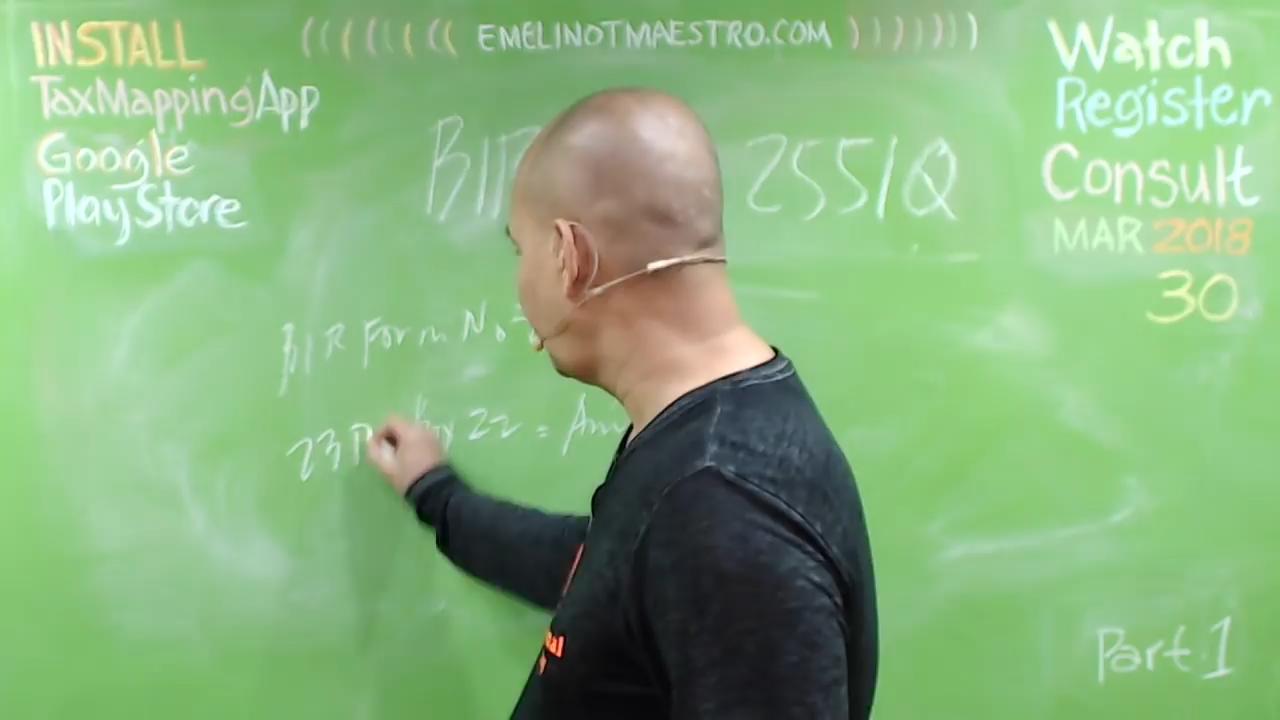 INSTALL
TaxMappingApp
Google
PlayStore
(((((((( EMELINOTMAESTRO.COM ))))))))
Watch
Register
Consult
MAR 2018
30
BIR 2551Q
BIR Form No.
22 =
Part 1